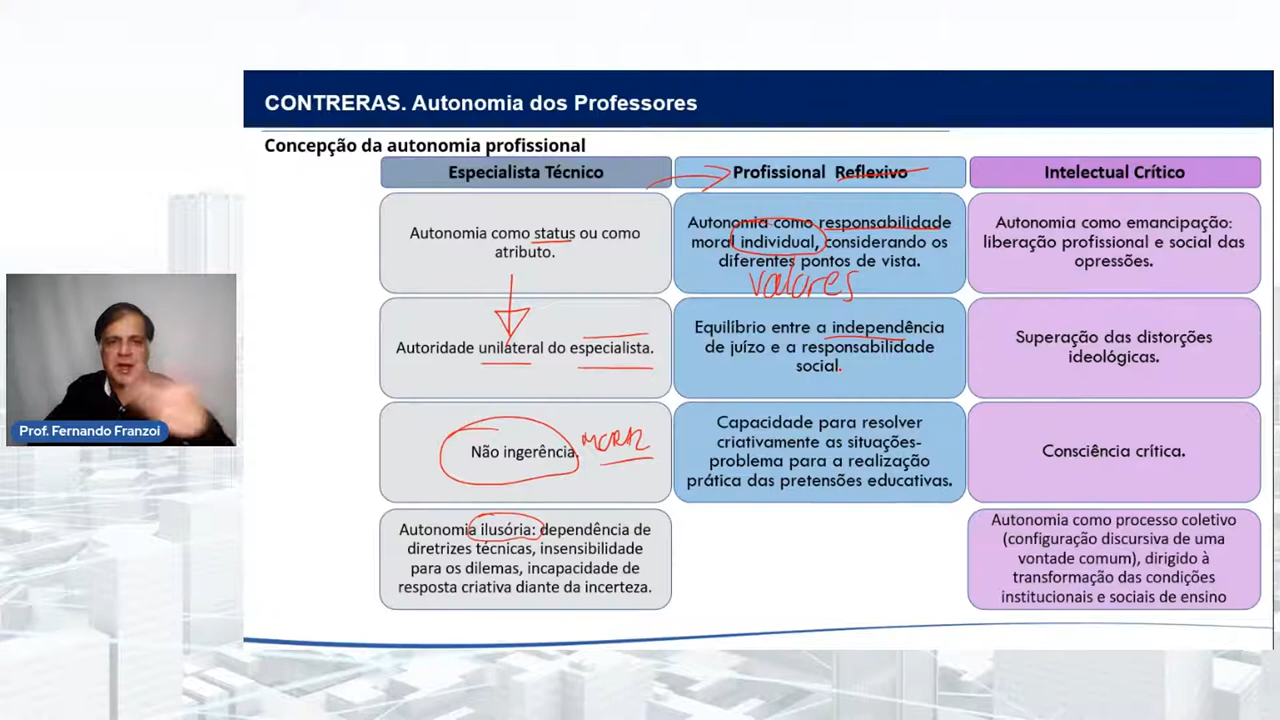 CONTRERAS. Autonomia dos Professores
Concepção da autonomia profissional
Especialista Técnico
Profissional Reflexivo
Intelectual Crítico
Autonomia como status ou como
atributo.
Autonomia como responsabilidade
moral individual, considerando os
diferentes pontos de vista.
valores
Autonomia como emancipação:
liberação profissional e social das
opressões.
Autoridade unilateral do especialista.
Equilíbrio entre a independência
de juízo e a responsabilidade
social.
Superação das distorções
ideológicas.
Não ingerência.
MORAL
Capacidade para resolver
criativamente as situações-
problema para a realização
prática das pretensões educativas.
Consciência crítica.
Autonomia ilusória: dependência de
diretrizes técnicas, insensibilidade
para os dilemas, incapacidade de
resposta criativa diante da incerteza.
Autonomia como processo coletivo
(configuração discursiva de uma
vontade comum), dirigido à
transformação das condições
institucionais e sociais de ensino
Prof. Fernando Franzoi